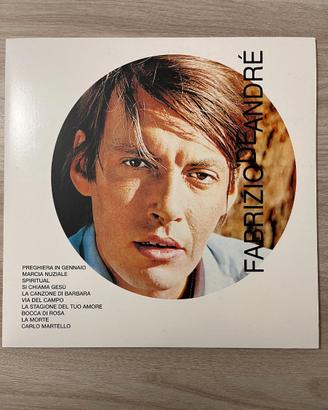 FABRIZIO DE ANDRÉ
PREGHIERA IN GENNAIO
MARCIA NUZIALE
SPIRITUAL
SI CHIAMA GESÙ
LA CANZONE DI BARBARA
VIA DEL CAMPO
LA STAGIONE DEL TUO AMORE
BOCCA DI ROSA
LA MORTE
CARLO MARTELLO